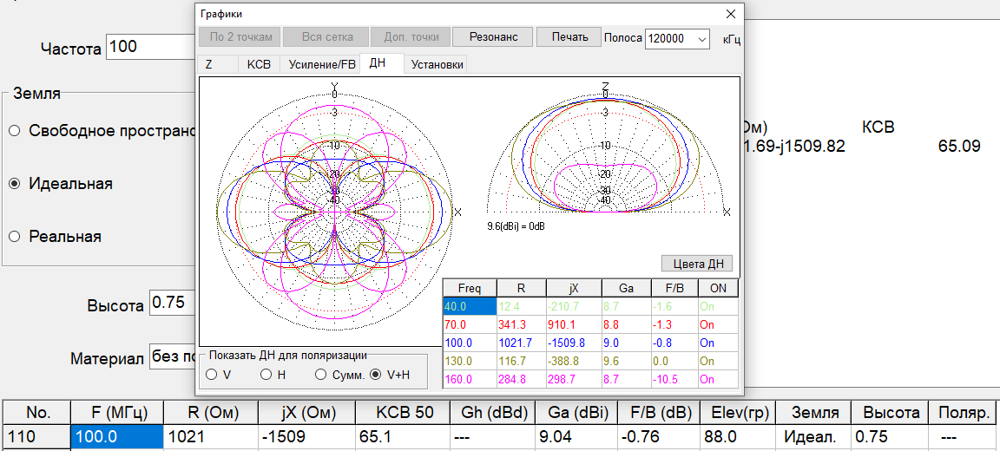 Графики
По 2 точкам Вся сетка Доп. точки Резонанс Печать Полоса 120000 кГц
Частота 100
Z КСВ Усиление/FB ДН Установки
Земля
Y Z
0 0
-3 -3
Свободное простран
Ом) КСВ
-10 -10
1.69-j1509.82 65.09
-20 -20
Идеальная
-30 -30
-40 -40
X X
9.6(dBi) = 0dB
Реальная
Цвета ДН
Freq R jX Ga F/B ON
Высота 0.75
40.0 12.4 -210.7 8.7 -1.6 On
70.0 341.3 910.1 8.8 -1.3 On
100.0 1021.7 -1509.8 9.0 -0.8 On
Материал без по
Показать ДН для поляризации
130.0 116.7 -388.8 9.6 0.0 On
V H Сумм. V+H
160.0 284.8 298.7 8.7 -10.5 On
No. F (МГц) R (Ом) jX (Ом) КСВ 50 Gh (dBd) Ga (dBi) F/B (dB) Elev(гр) Земля Высота Поляр.
110 100.0 1021 -1509 65.1 --- 9.04 -0.76 88.0 Идеал. 0.75 ---